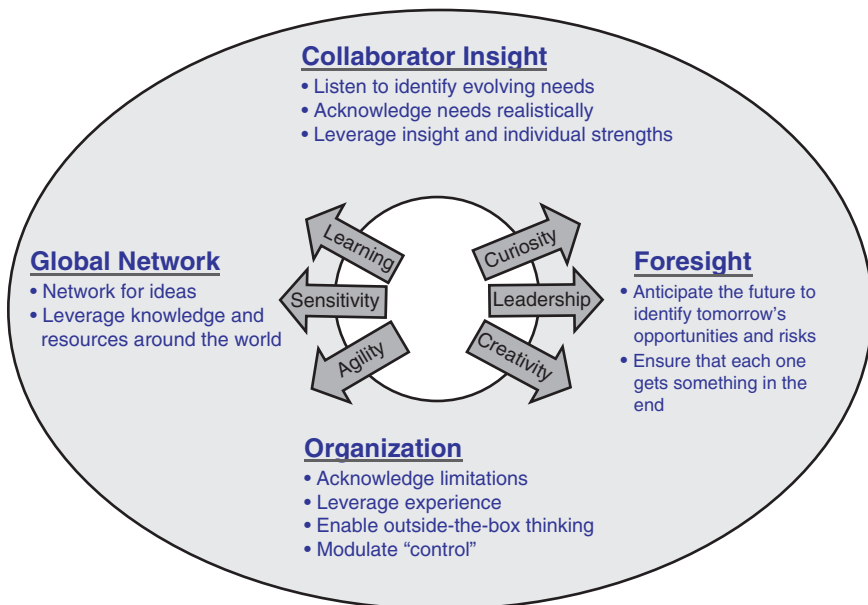 Collaborator Insight
• Listen to identify evolving needs
• Acknowledge needs realistically
• Leverage insight and individual strengths
Learning
Curiosity
Global Network
• Network for ideas
• Leverage knowledge and
resources around the world
Sensitivity
Leadership
Foresight
• Anticipate the future to
identify tomorrow’s
opportunities and risks
• Ensure that each one
gets something in the
end
Agility
Creativity
Organization
• Acknowledge limitations
• Leverage experience
• Enable outside-the-box thinking
• Modulate “control”